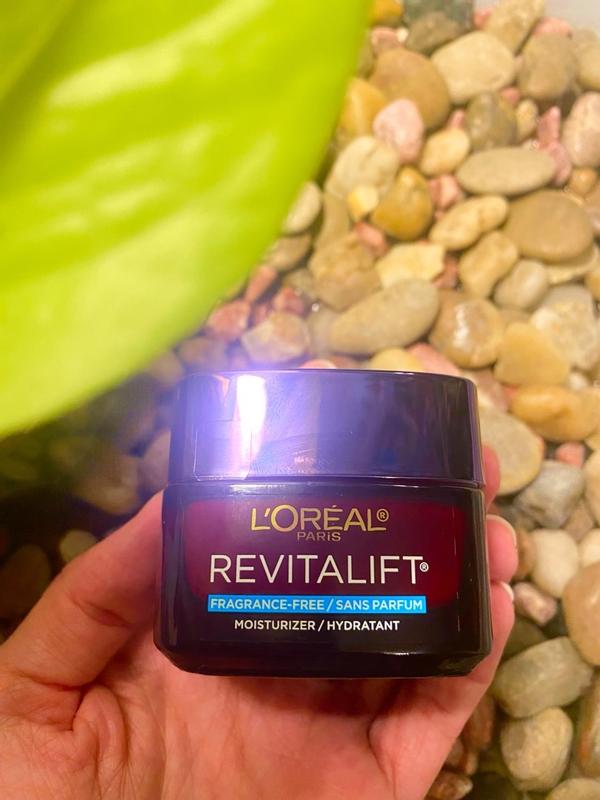 L'ORÉAL®
PARIS
REVITALIFT®
FRAGRANCE-FREE / SANS PARFUM
MOISTURIZER / HYDRATANT